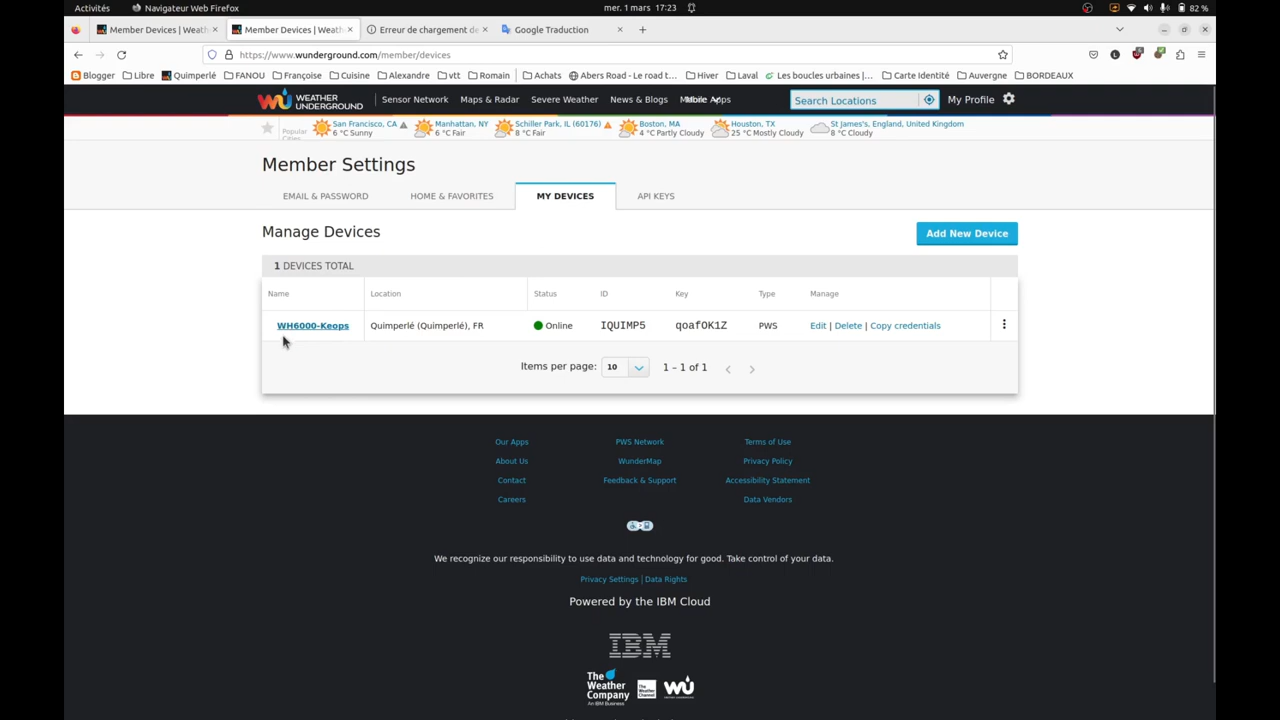 Activités Navigateur Web Firefox mer. 1 mars 17:23 82 %
Member Devices | Weath Member Devices | Weath Erreur de chargement de Google Traduction
https://www.wunderground.com/member/devices
Blogger Libre Quimperlé FANOU Françoise Cuisine Alexandre vtt Romain Achats Abers Road - Le road t… Hiver Laval Les boucles urbaines |… Carte Identité Auvergne BORDEAUX
WEATHER UNDERGROUND Sensor Network Maps & Radar Severe Weather News & Blogs Mobile Apps Search Locations My Profile
Popular Cities San Francisco, CA Manhattan, NY Schiller Park, IL (60176) Boston, MA Houston, TX St James's, England, United Kingdom
6 °C Sunny 6 °C Fair 8 °C Fair 4 °C Partly Cloudy 25 °C Mostly Cloudy 8 °C Cloudy
Member Settings
EMAIL & PASSWORD HOME & FAVORITES MY DEVICES API KEYS
Manage Devices Add New Device
1 DEVICES TOTAL
Name Location Status ID Key Type Manage
WH6000-Keops Quimperlé (Quimperlé), FR Online IQUIMP5 qoafOK1Z PWS Edit | Delete | Copy credentials
Items per page: 10 1 – 1 of 1
Our Apps PWS Network Terms of Use
About Us WunderMap Privacy Policy
Contact Feedback & Support Accessibility Statement
Careers Data Vendors
We recognize our responsibility to use data and technology for good. Take control of your data.
Privacy Settings | Data Rights
Powered by the IBM Cloud
IBM
The Weather Company
An IBM Business
The Weather Channel
WU